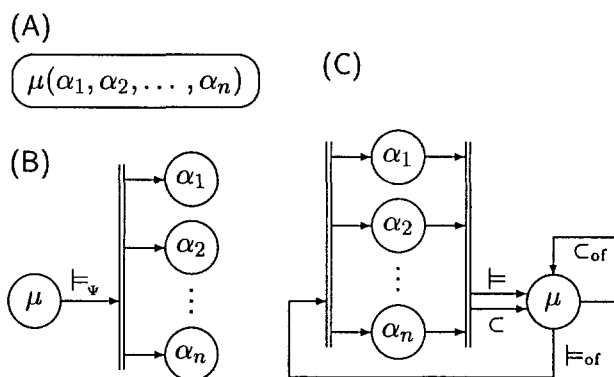 (A)
μ(α₁, α₂, . . . , αₙ)
(B)
μ
⊨Ψ
α₁
α₂
⋮
αₙ
(C)
α₁
α₂
⋮
αₙ
⊨
⊂
μ
⊂of
⊨of